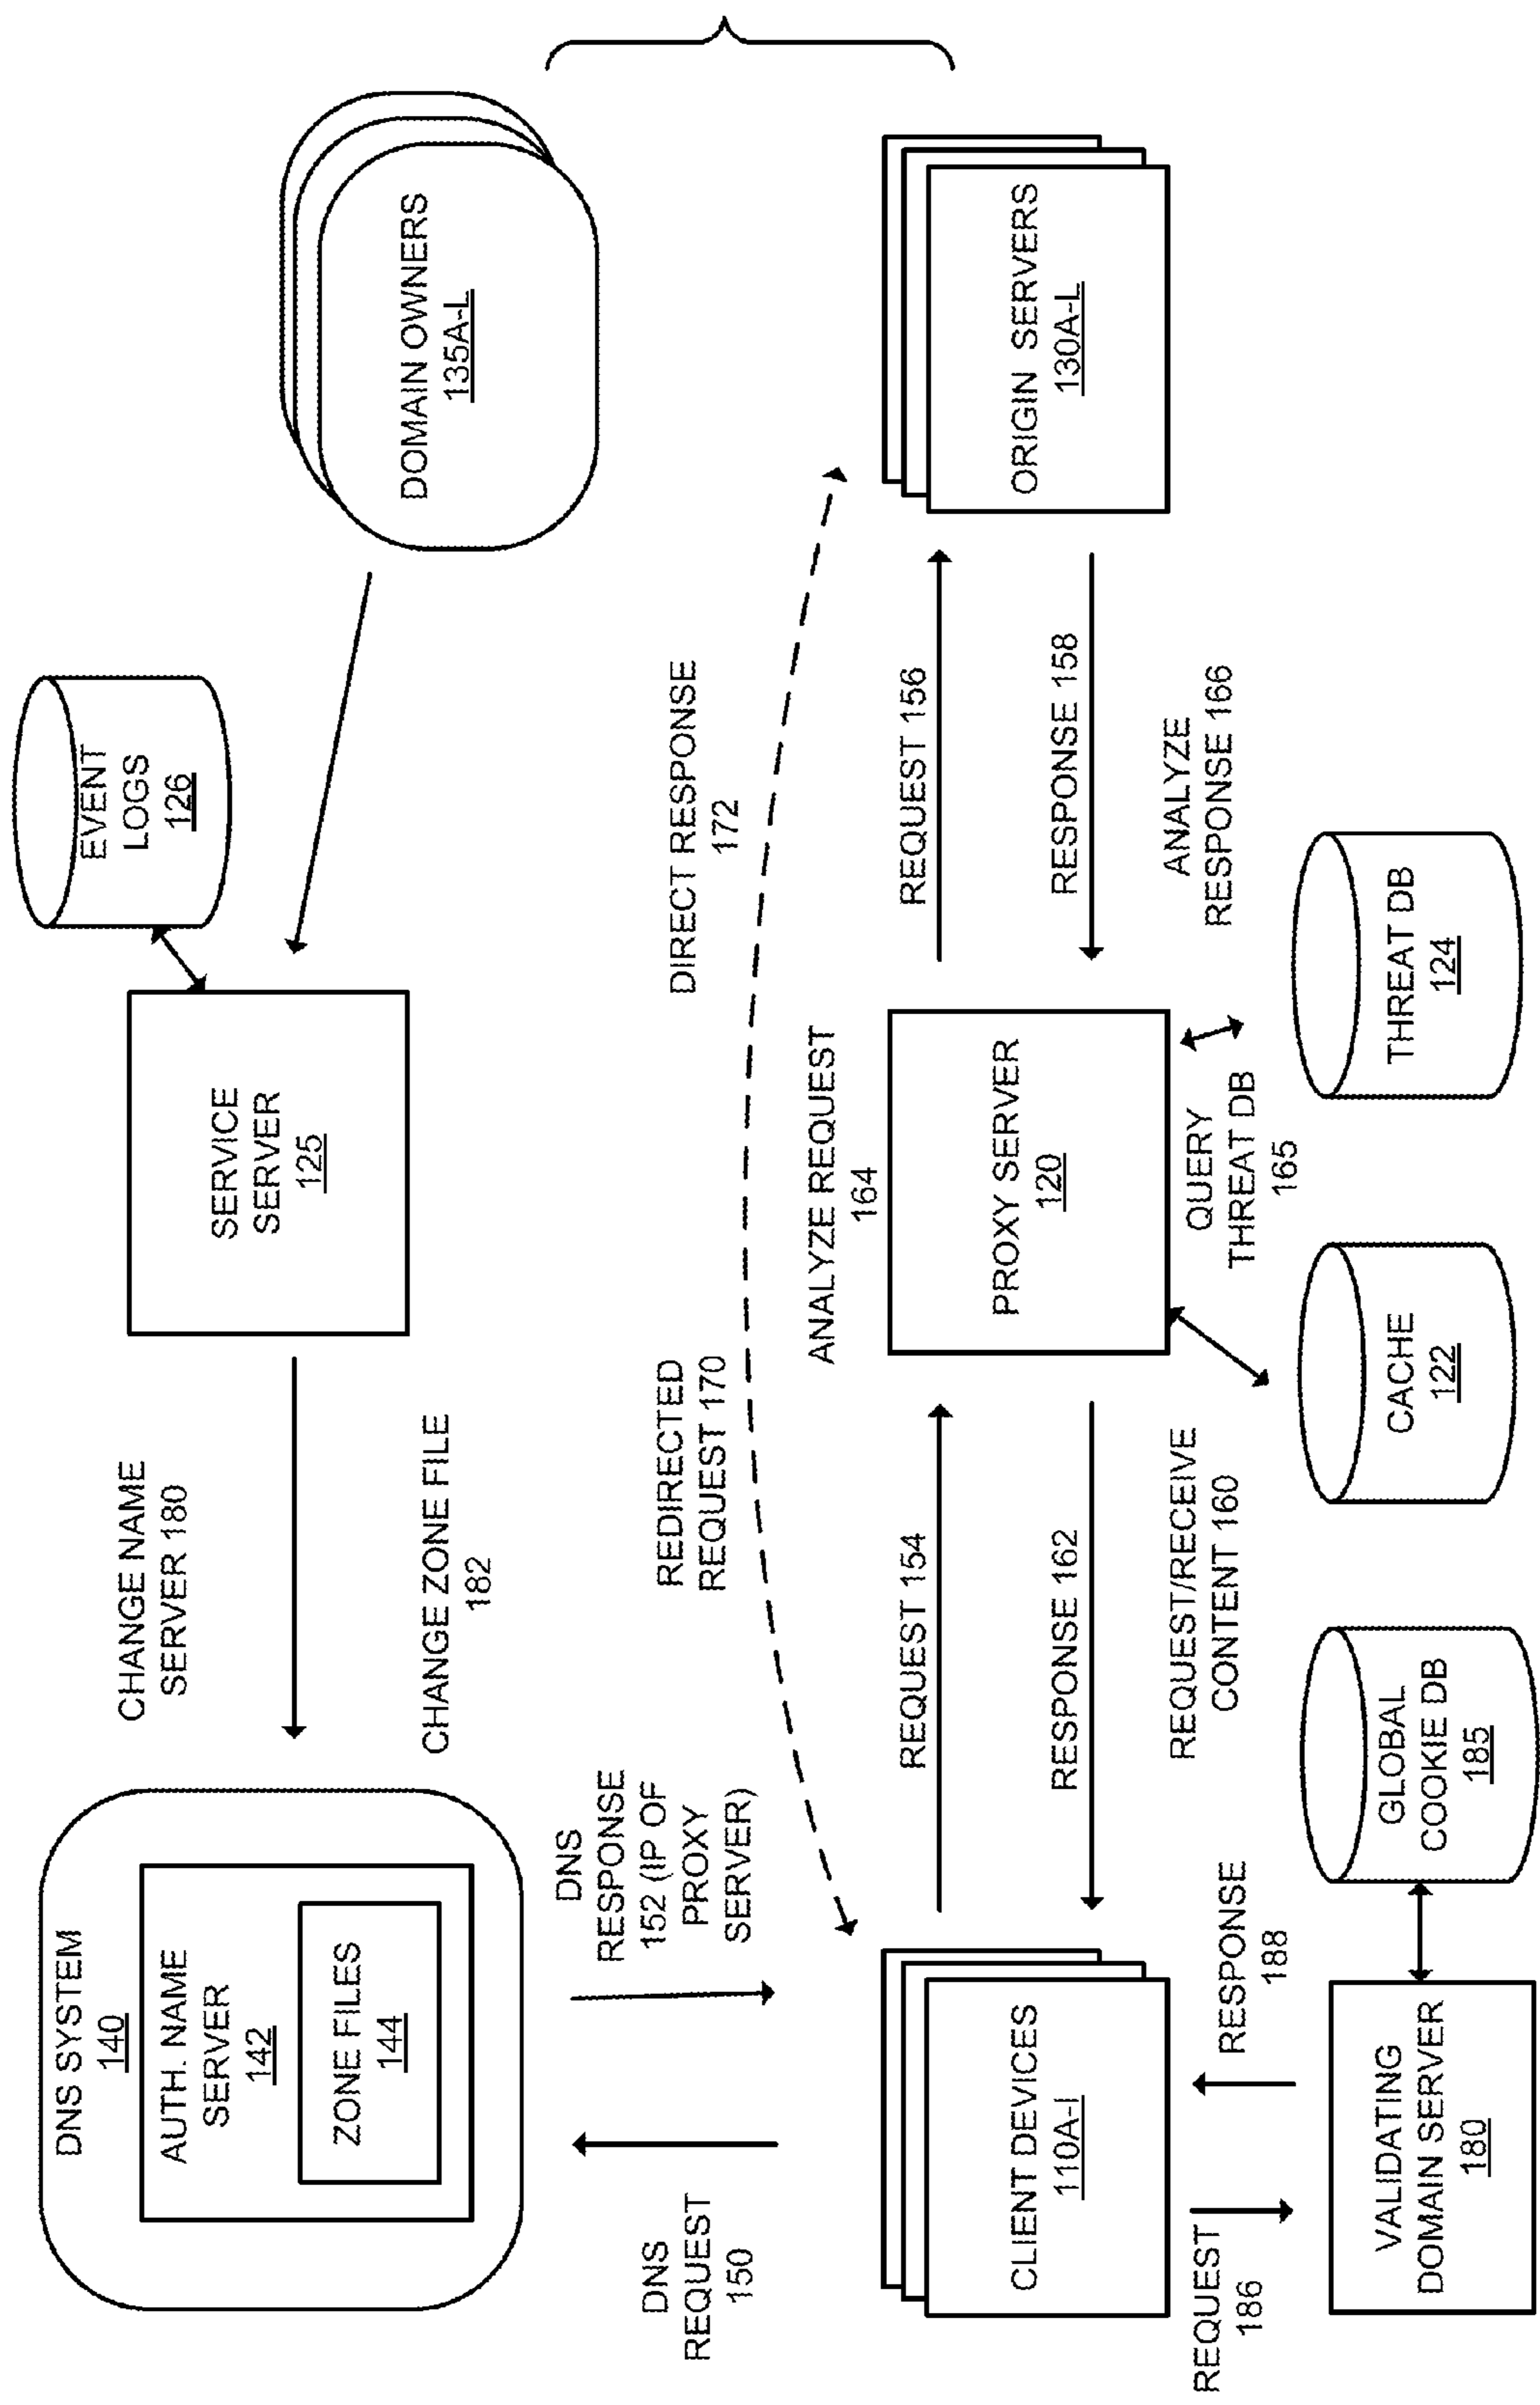 DNS SYSTEM
140
AUTH. NAME
SERVER
142
ZONE FILES
144
CHANGE NAME
SERVER 180
CHANGE ZONE FILE
182
SERVICE
SERVER
125
EVENT
LOGS
126
DOMAIN OWNERS
135A-L
DNS
REQUEST
150
DNS
RESPONSE
152 (IP OF
PROXY
SERVER)
REDIRECTED
REQUEST 170
DIRECT RESPONSE
172
CLIENT DEVICES
110A-I
REQUEST 154
RESPONSE 162
ANALYZE REQUEST
164
PROXY SERVER
120
REQUEST 156
RESPONSE 158
ORIGIN SERVERS
130A-L
REQUEST
186
RESPONSE
188
REQUEST/RECEIVE
CONTENT 160
QUERY
THREAT DB
165
ANALYZE
RESPONSE 166
VALIDATING
DOMAIN SERVER
180
GLOBAL
COOKIE DB
185
CACHE
122
THREAT DB
124